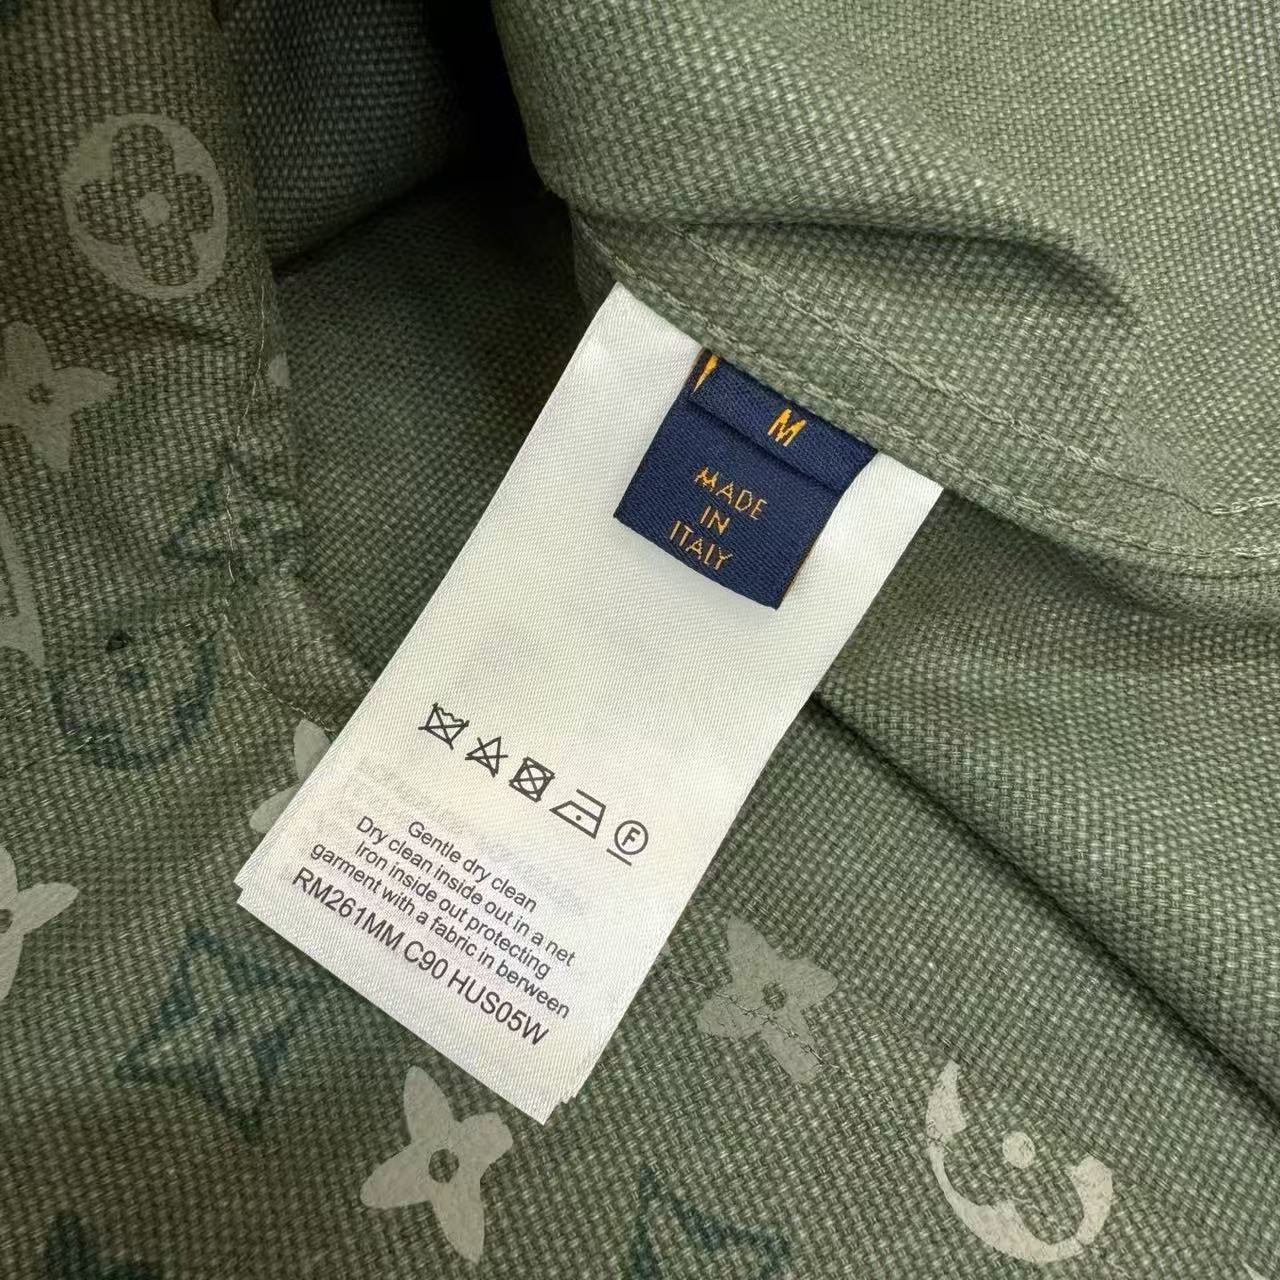 M
MADE
IN
ITALY
F
Gentle dry clean
Dry clean inside out in a net
Iron inside out protecting
garment with a fabric in berween
RM261MM C90 HUS05W